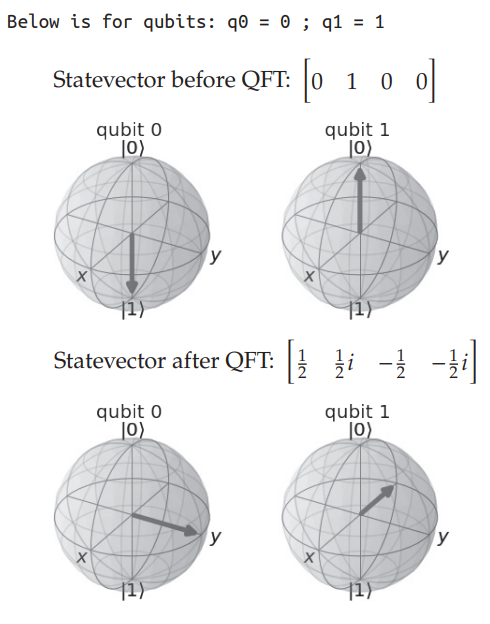 Below is for qubits: q0 = 0 ; q1 = 1
Statevector before QFT: [0 1 0 0]
qubit 0 qubit 1
|0⟩ |0⟩
x y x y
|1⟩ |1⟩
Statevector after QFT: [1/2 1/2i −1/2 −1/2i]
qubit 0 qubit 1
|0⟩ |0⟩
x y x y
|1⟩ |1⟩